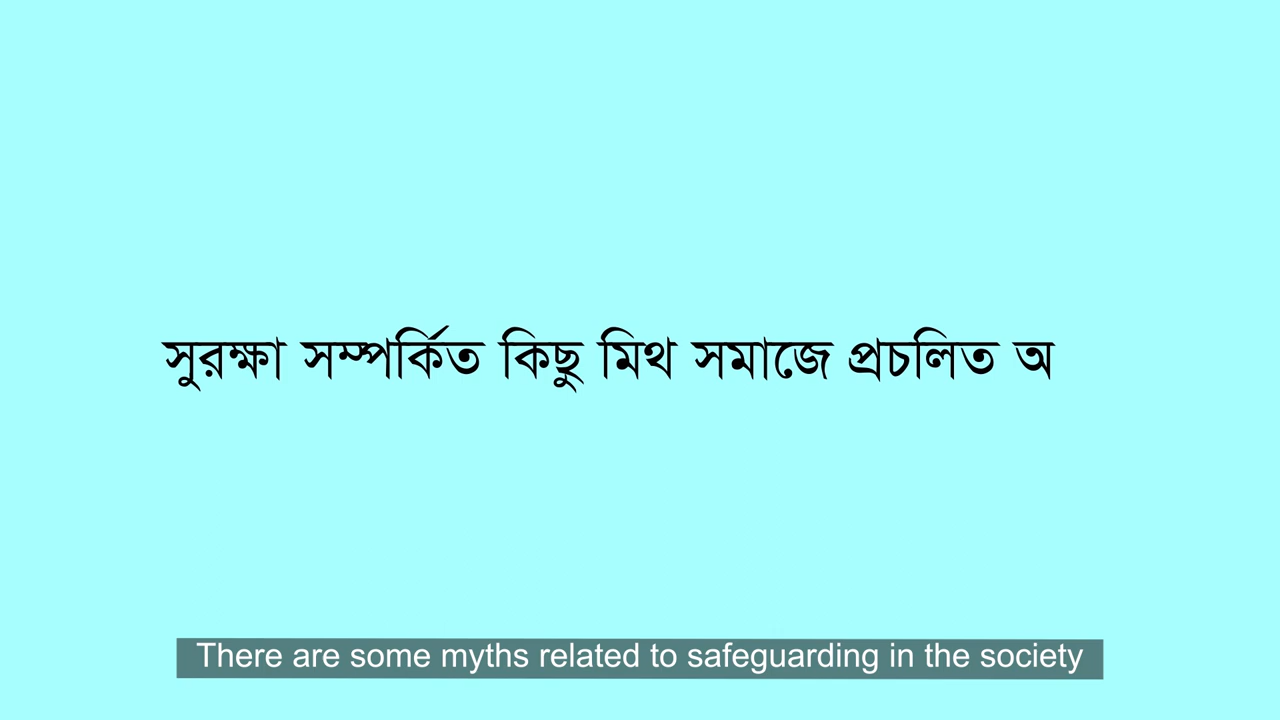 সুরক্ষা সম্পর্কিত কিছু মিথ সমাজে প্রচলিত অ
There are some myths related to safeguarding in the society